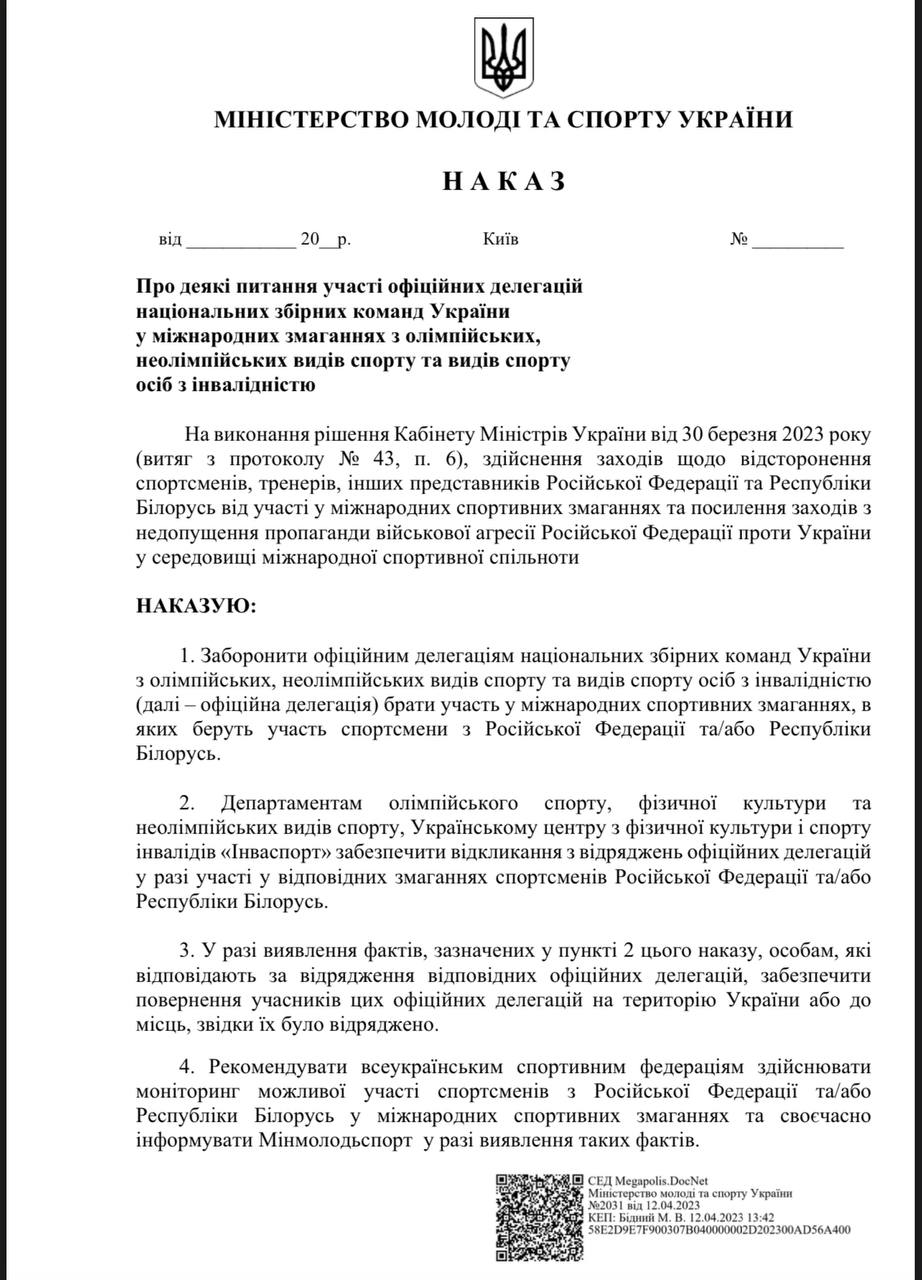 МІНІСТЕРСТВО МОЛОДІ ТА СПОРТУ УКРАЇНИ
Н А К А З
від ____________ 20__р. Київ № __________
Про деякі питання участі офіційних делегацій
національних збірних команд України
у міжнародних змаганнях з олімпійських,
неолімпійських видів спорту та видів спорту
осіб з інвалідністю
На виконання рішення Кабінету Міністрів України від 30 березня 2023 року
(витяг з протоколу № 43, п. 6), здійснення заходів щодо відсторонення
спортсменів, тренерів, інших представників Російської Федерації та Республіки
Білорусь від участі у міжнародних спортивних змаганнях та посилення заходів з
недопущення пропаганди військової агресії Російської Федерації проти України
у середовищі міжнародної спортивної спільноти
НАКАЗУЮ:
1. Заборонити офіційним делегаціям національних збірних команд України
з олімпійських, неолімпійських видів спорту та видів спорту осіб з інвалідністю
(далі – офіційна делегація) брати участь у міжнародних спортивних змаганнях, в
яких беруть участь спортсмени з Російської Федерації та/або Республіки
Білорусь.
2. Департаментам олімпійського спорту, фізичної культури та
неолімпійських видів спорту, Українському центру з фізичної культури і спорту
інвалідів «Інваспорт» забезпечити відкликання з відряджень офіційних делегацій
у разі участі у відповідних змаганнях спортсменів Російської Федерації та/або
Республіки Білорусь.
3. У разі виявлення фактів, зазначених у пункті 2 цього наказу, особам, які
відповідають за відрядження відповідних офіційних делегацій, забезпечити
повернення учасників цих офіційних делегацій на територію України або до
місць, звідки їх було відряджено.
4. Рекомендувати всеукраїнським спортивним федераціям здійснювати
моніторинг можливої участі спортсменів з Російської Федерації та/або
Республіки Білорусь у міжнародних спортивних змаганнях та своєчасно
інформувати Мінмолодьспорт у разі виявлення таких фактів.
СЕД Megapolis.DocNet
Міністерство молоді та спорту України
№2031 від 12.04.2023
КЕП: Бідний М. В. 12.04.2023 13:42
58E2D9E7F900307B040000002D202300AD56A400